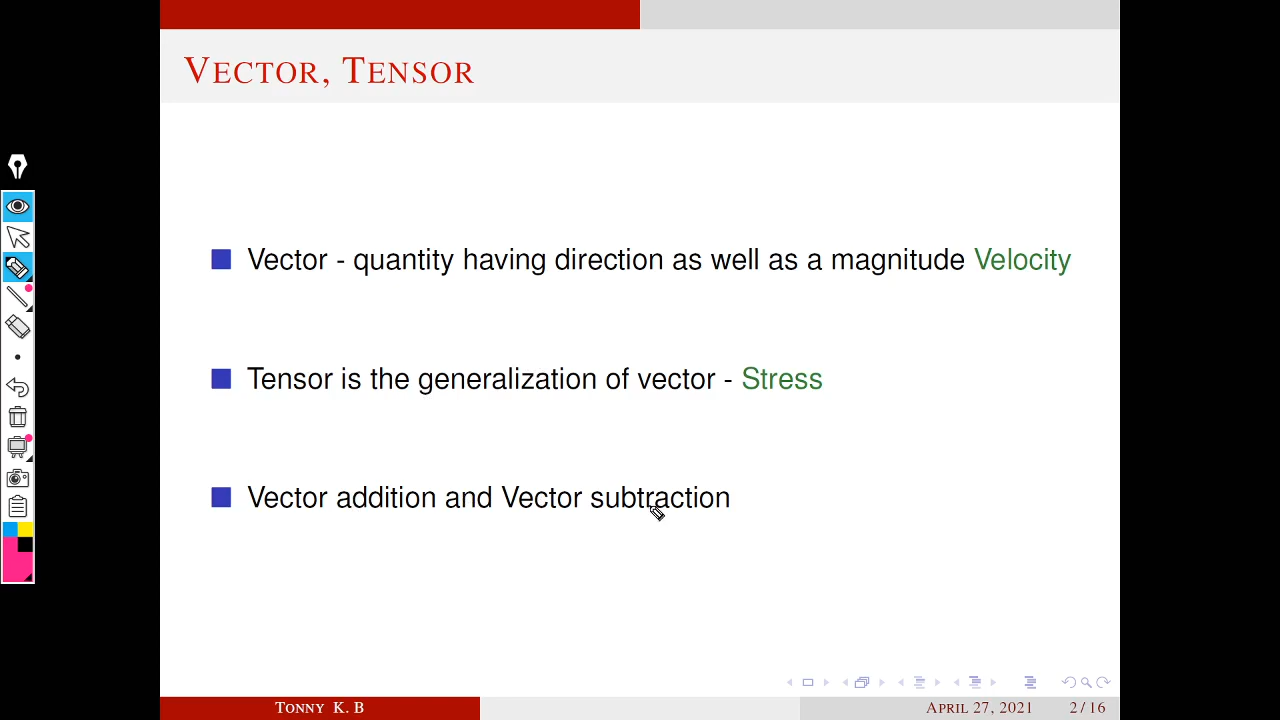 VECTOR, TENSOR
Vector - quantity having direction as well as a magnitude Velocity
Tensor is the generalization of vector - Stress
Vector addition and Vector subtraction
TONNY K. B
APRIL 27, 2021
2 / 16